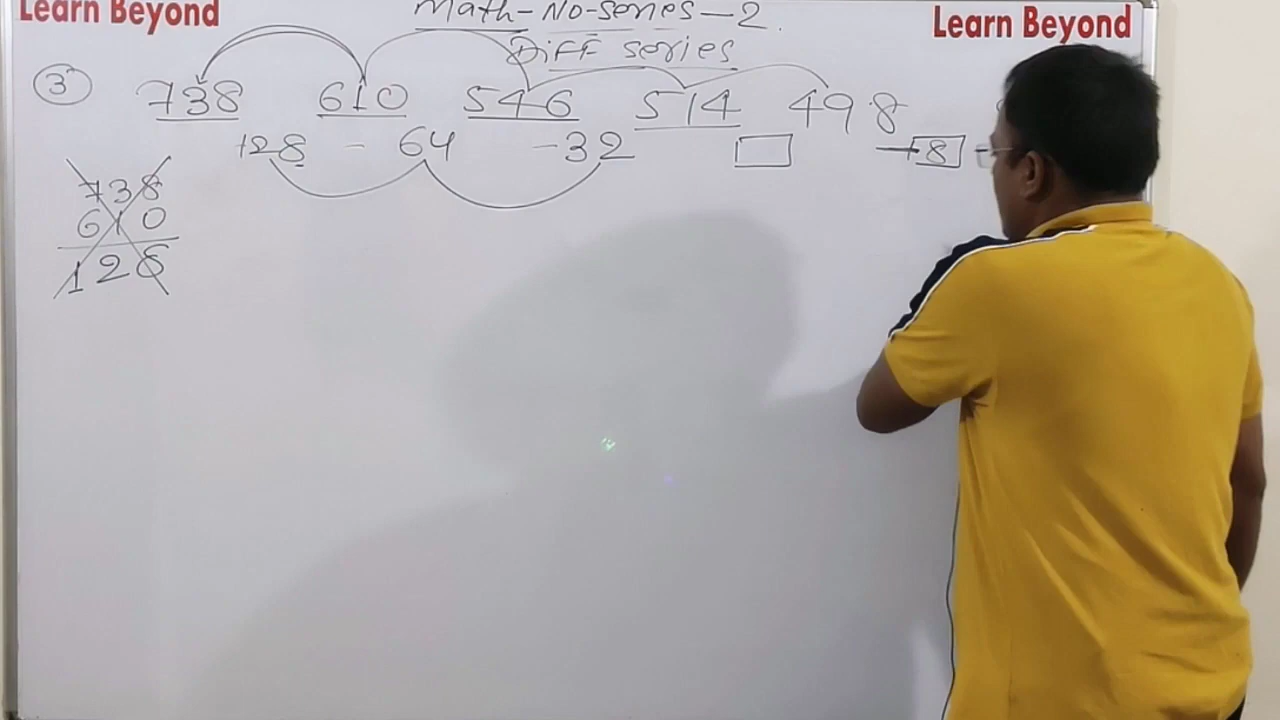 Learn Beyond
Math-No-series-2.
Learn Beyond
Diff series
3 738 610 546 514 498
128 - 64 -32 8
738
610
128